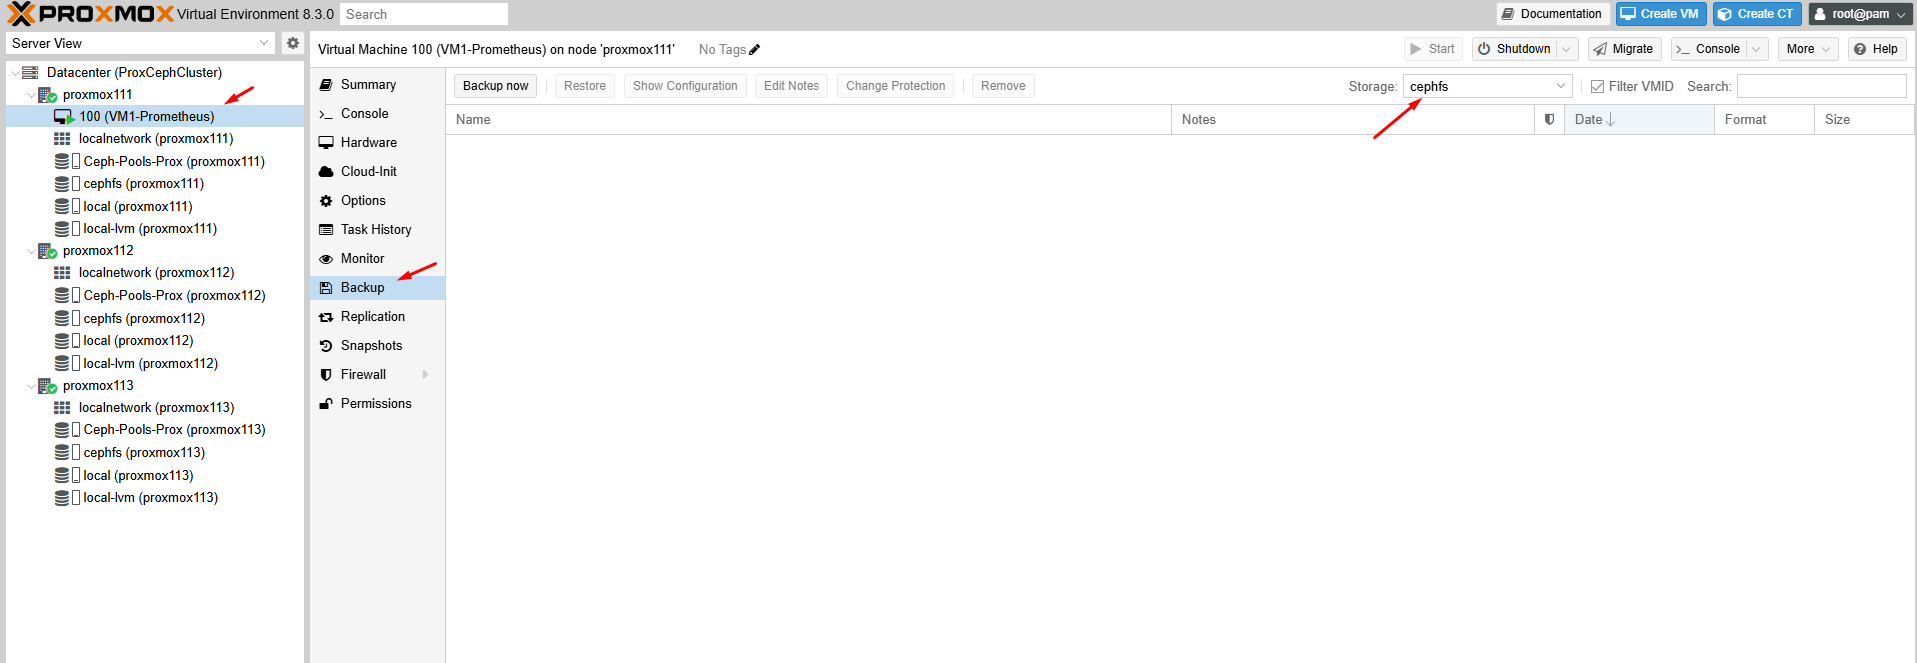 PROXMOX Virtual Environment 8.3.0 Search Documentation Create VM Create CT root@pam
Server View
Virtual Machine 100 (VM1-Prometheus) on node 'proxmox111' No Tags Start Shutdown Migrate >_ Console More Help
Datacenter (ProxCephCluster)
proxmox111
100 (VM1-Prometheus)
localnetwork (proxmox111)
Ceph-Pools-Prox (proxmox111)
cephfs (proxmox111)
local (proxmox111)
local-lvm (proxmox111)
proxmox112
localnetwork (proxmox112)
Ceph-Pools-Prox (proxmox112)
cephfs (proxmox112)
local (proxmox112)
local-lvm (proxmox112)
proxmox113
localnetwork (proxmox113)
Ceph-Pools-Prox (proxmox113)
cephfs (proxmox113)
local (proxmox113)
local-lvm (proxmox113)
Summary
>_ Console
Hardware
Cloud-Init
Options
Task History
Monitor
Backup
Replication
Snapshots
Firewall
Permissions
Backup now Restore Show Configuration Edit Notes Change Protection Remove Storage: cephfs Filter VMID Search:
Name Notes Date Format Size